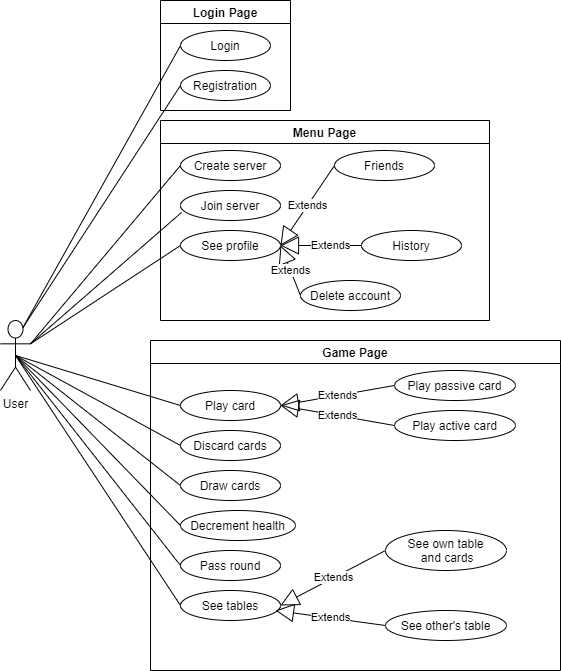 Login Page
Login
Registration
Menu Page
Create server
Friends
Join server
Extends
See profile
Extends
History
Extends
Delete account
User
Game Page
Play card
Extends
Play passive card
Extends
Play active card
Discard cards
Draw cards
Decrement health
Pass round
See own table
and cards
Extends
See tables
Extends
See other's table